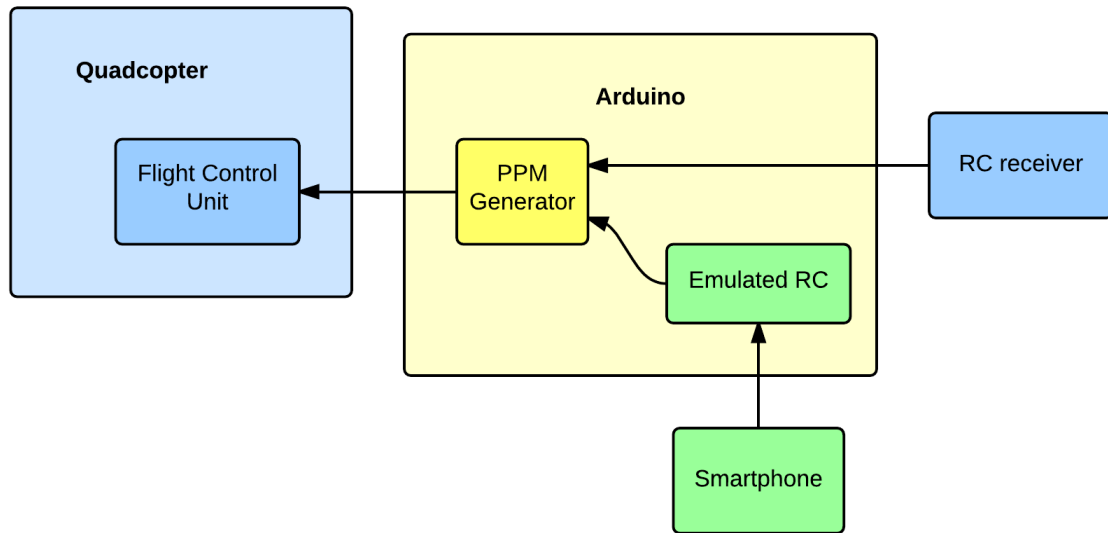 Quadcopter
Flight Control
Unit
Arduino
PPM
Generator
Emulated RC
RC receiver
Smartphone